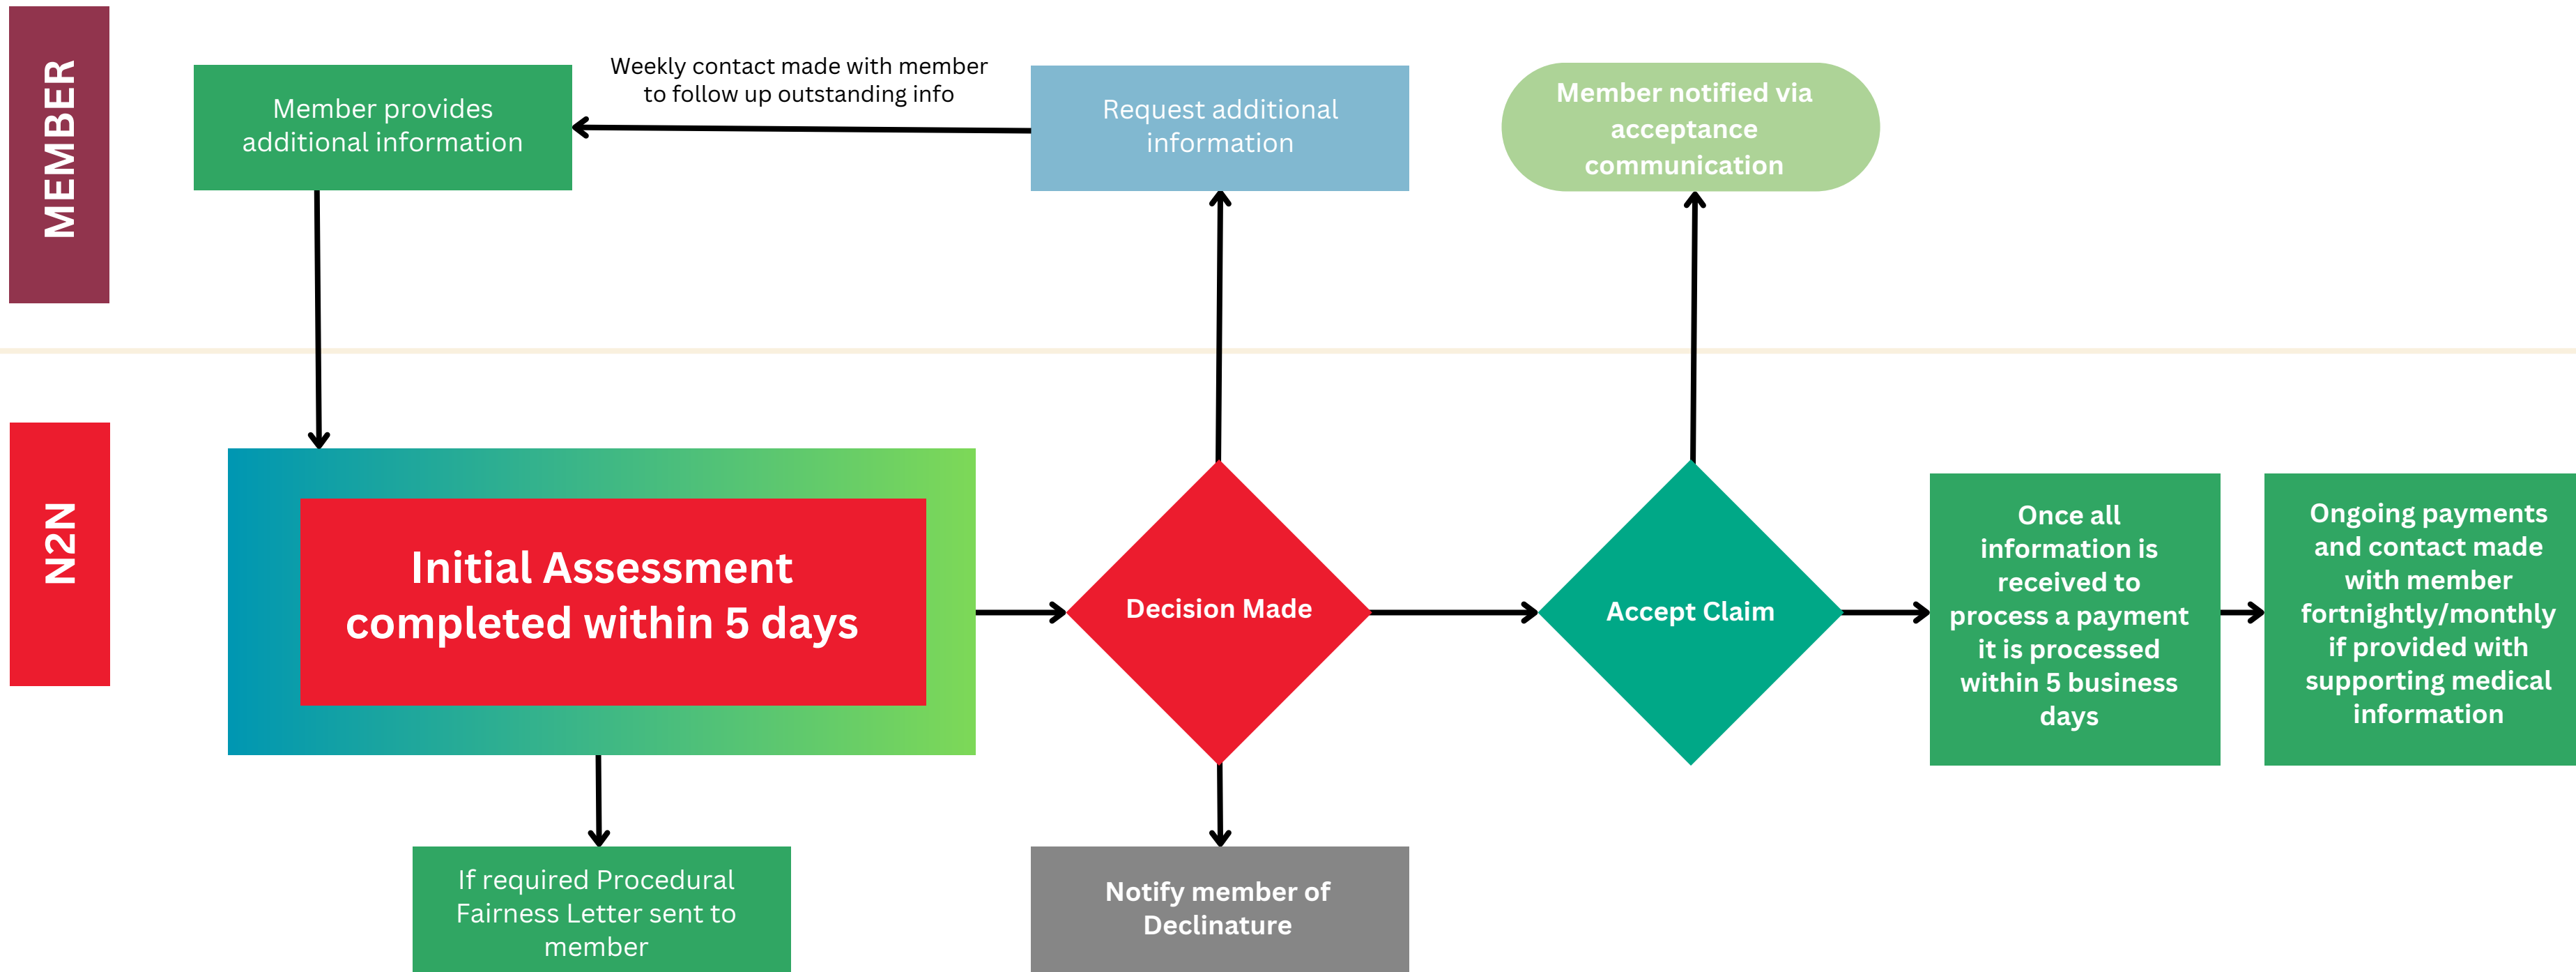 MEMBER
Member provides
additional information
Weekly contact made with member
to follow up outstanding info
Request additional
information
Member notified via
acceptance
communication
N2N
Initial Assessment
completed within 5 days
Decision Made
Accept Claim
Once all
information is
received to
process a payment
it is processed
within 5 business
days
Ongoing payments
and contact made
with member
fortnightly/monthly
if provided with
supporting medical
information
If required Procedural
Fairness Letter sent to
member
Notify member of
Declinature